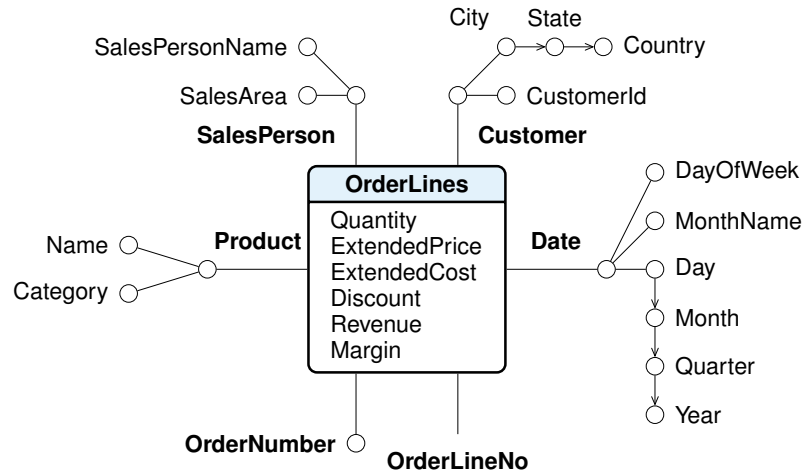 City State
SalesPersonName
Country
SalesArea
CustomerId
SalesPerson
Customer
OrderLines
DayOfWeek
Quantity
MonthName
Name
Product
ExtendedPrice
Date
ExtendedCost
Day
Category
Discount
Revenue
Month
Margin
Quarter
Year
OrderNumber
OrderLineNo